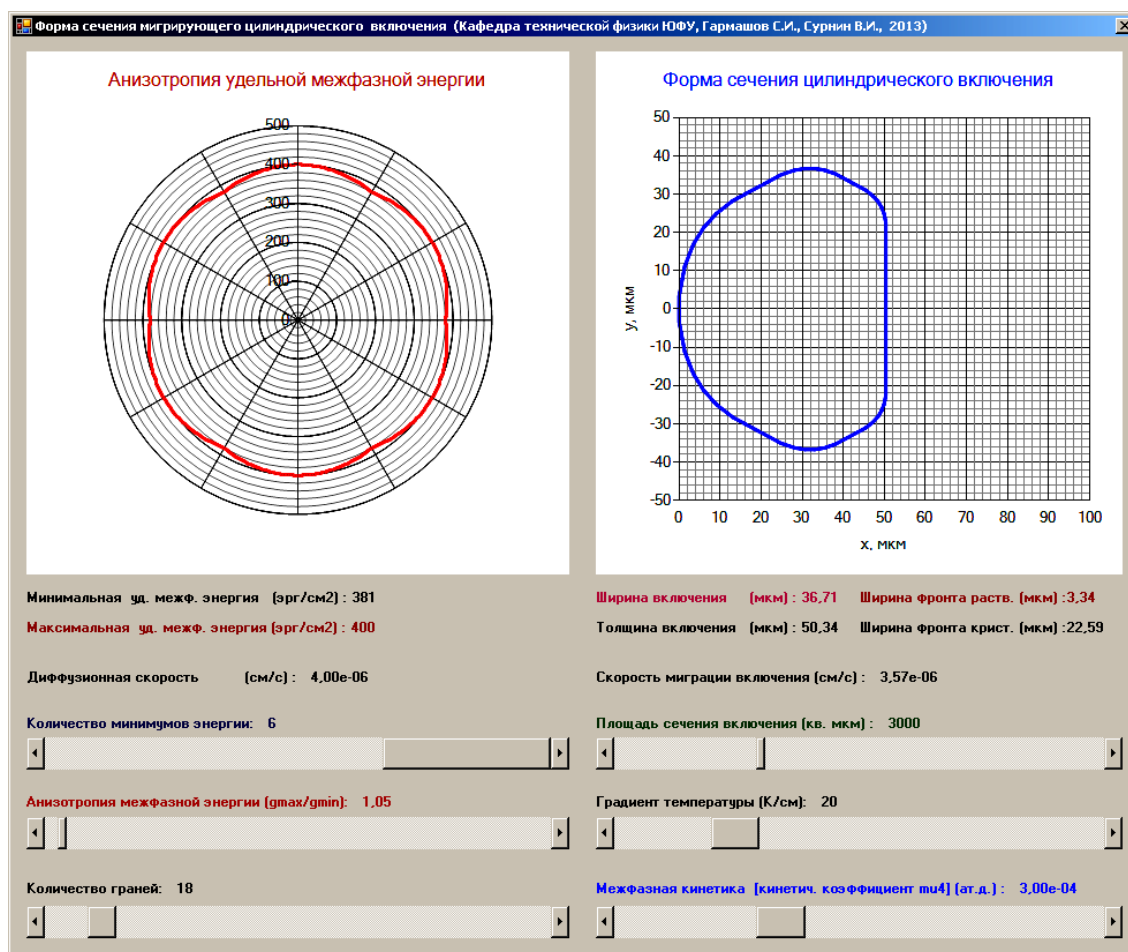 Форма сечения мигрирующего цилиндрического включения (Кафедра технической физики ЮФУ, Гармашов С.И., Сурнин В.И., 2013)
Анизотропия удельной межфазной энергии
500
400
300
200
100
0
Форма сечения цилиндрического включения
50
40
30
20
10
0
-10
-20
-30
-40
-50
y, мкм
0 10 20 30 40 50 60 70 80 90 100
x, мкм
Минимальная уд. межф. энергия (эрг/см2) : 381
Максимальная уд. межф. энергия (эрг/см2) : 400
Диффузионная скорость (см/с) : 4,00e-06
Ширина включения (мкм) : 36,71 Ширина фронта раств. (мкм) :3,34
Толщина включения (мкм) : 50,34 Ширина фронта крист. (мкм) :22,59
Скорость миграции включения (см/с) : 3,57e-06
Количество минимумов энергии: 6
Площадь сечения включения (кв. мкм) : 3000
Анизотропия межфазной энергии (gmax/gmin): 1,05
Градиент температуры (К/см): 20
Количество граней: 18
Межфазная кинетика [кинетич. коэффициент mu4] (ат.д.) : 3,00e-04